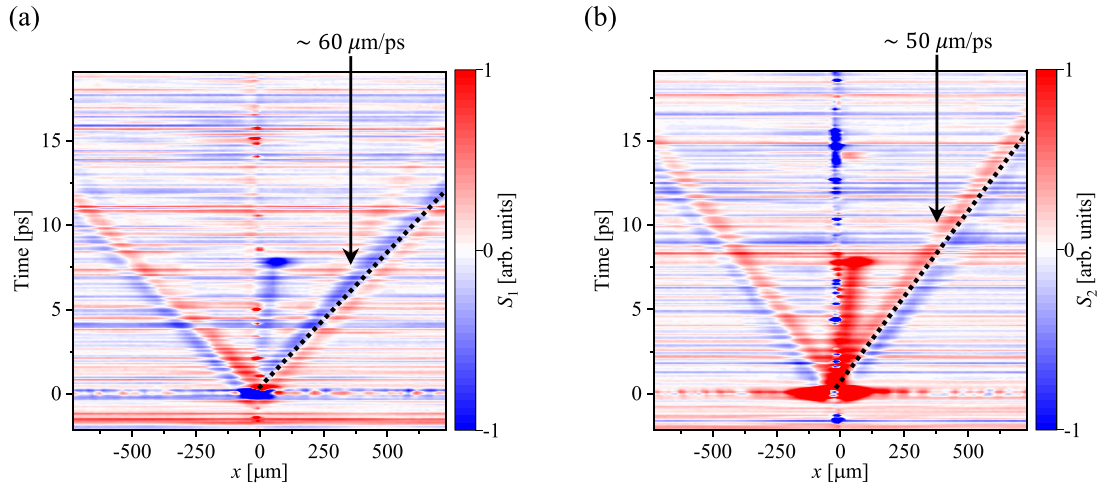 (a)
~ 60 μm/ps
Time [ps]
15
10
5
0
-500
-250
0
250
500
x [μm]
1
0
-1
S₁ [arb. units]
(b)
~ 50 μm/ps
Time [ps]
15
10
5
0
-500
-250
0
250
500
x [μm]
1
0
-1
S₂ [arb. units]